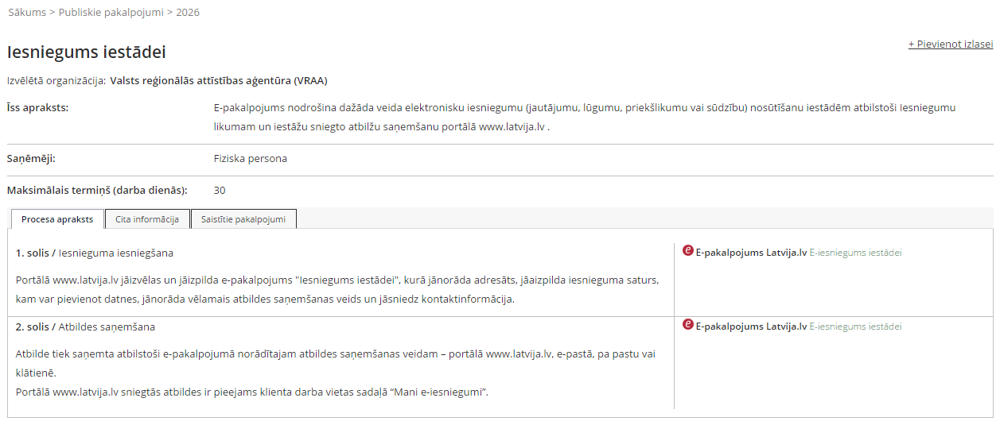 Sākums > Publiskie pakalpojumi > 2026
+ Pievienot izlasei
Iesniegums iestādei
Izvēlētā organizācija: Valsts reģionālās attīstības aģentūra (VRAA)
Īss apraksts:
E-pakalpojums nodrošina dažāda veida elektronisku iesniegumu (jautājumu, lūgumu, priekšlikumu vai sūdzību) nosūtīšanu iestādēm atbilstoši Iesniegumu
likumam un iestāžu sniegto atbilžu saņemšanu portālā www.latvija.lv .
Saņēmēji:
Fiziska persona
Maksimālais termiņš (darba dienās):
30
Procesa apraksts
Cita informācija
Saistītie pakalpojumi
1. solis / Iesnieguma iesniegšana
Portālā www.latvija.lv jāizvēlas un jāizpilda e-pakalpojums "Iesniegums iestādei", kurā jānorāda adresāts, jāaizpilda iesnieguma saturs,
kam var pievienot datnes, jānorāda vēlamais atbildes saņemšanas veids un jāsniedz kontaktinformācija.
E-pakalpojums Latvija.lv E-iesniegums iestādei
2. solis / Atbildes saņemšana
Atbilde tiek saņemta atbilstoši e-pakalpojumā norādītajam atbildes saņemšanas veidam – portālā www.latvija.lv, e-pastā, pa pastu vai
klātienē.
Portālā www.latvija.lv sniegtās atbildes ir pieejams klienta darba vietas sadaļā “Mani e-iesniegumi”.
E-pakalpojums Latvija.lv E-iesniegums iestādei